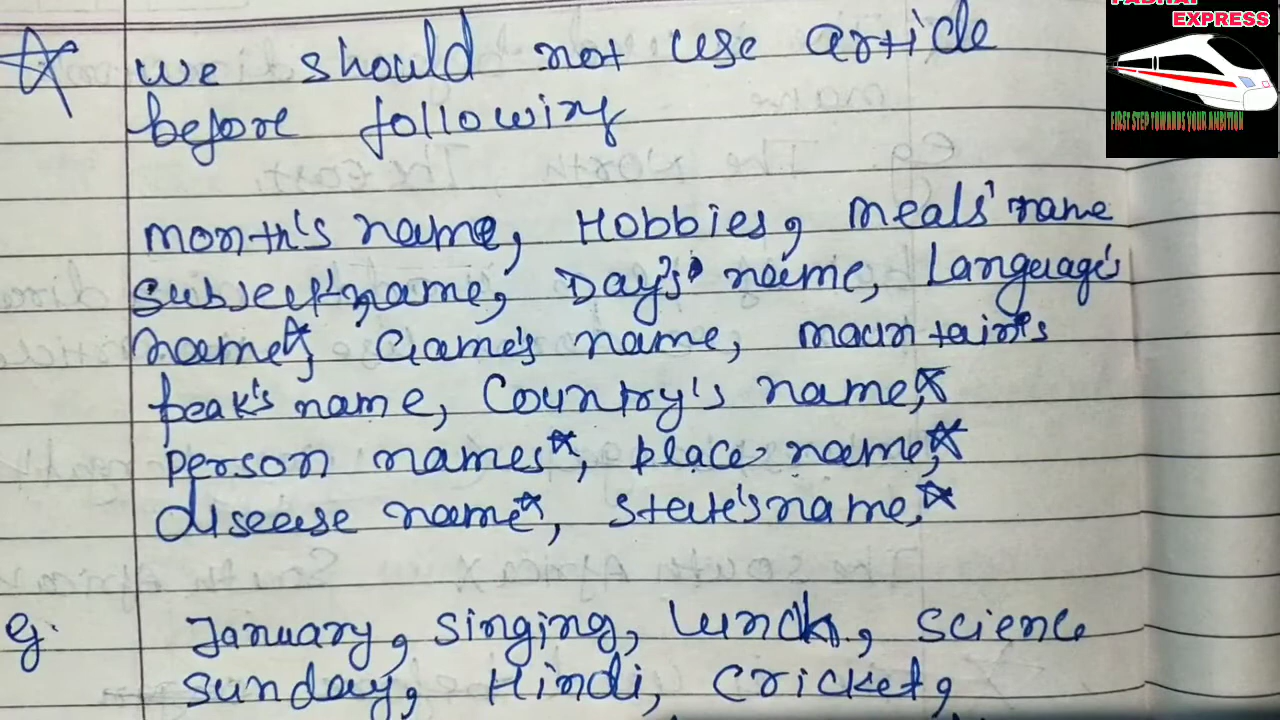 PADHAI
EXPRESS
FIRST STEP TOWARDS YOUR AMBITION
☆ we should not use article
before following
month's name, Hobbies, meals' name
subject name, Day's name, Language's
name☆, Game's name, mountain's
peak's name, Country's name,☆
person names☆, place name,☆
disease name☆, state's name.☆
eg. January, singing, Lunch, science
sunday, Hindi, cricket,